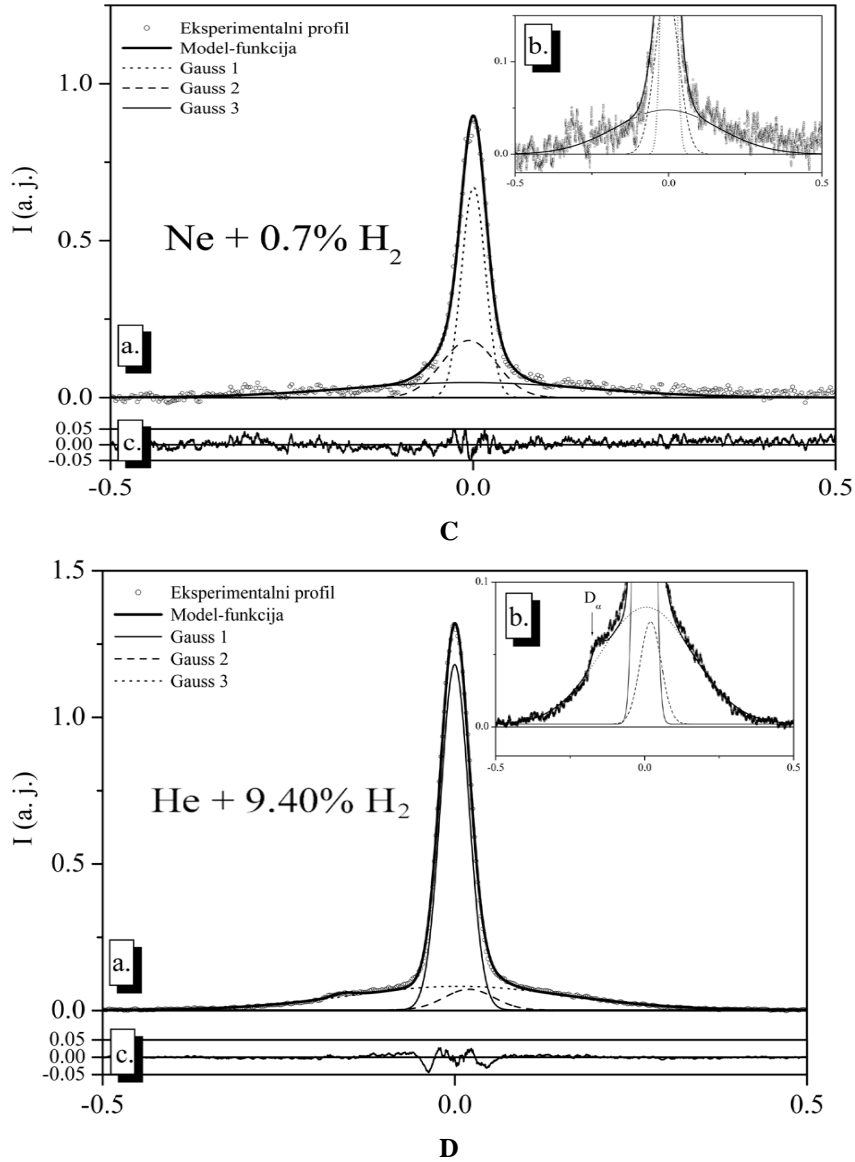 Eksperimentalni profil
Model-funkcija
Gauss 1
Gauss 2
Gauss 3
b.
0.1
0.0
-0.5
0.0
0.5
1.0
0.5
0.0
I (a. j.)
Ne + 0.7% H2
a.
c.
0.05
0.00
-0.05
-0.5
0.0
0.5
C
1.5
1.0
0.5
0.0
I (a. j.)
Eksperimentalni profil
Model-funkcija
Gauss 1
Gauss 2
Gauss 3
b.
Dα
0.1
0.0
-0.5
0.0
0.5
He + 9.40% H2
a.
c.
0.05
0.00
-0.05
-0.5
0.0
0.5
D